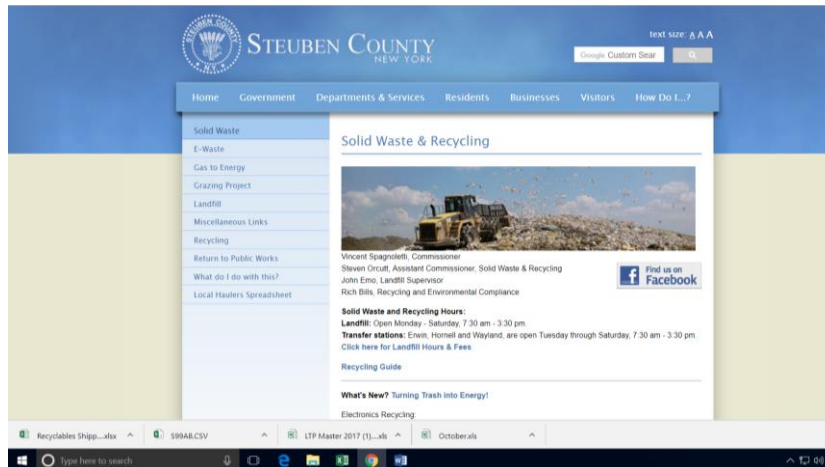 STEUBEN COUNTY
NEW YORK
text size: A A A
Google Custom Sear
Home Government Departments & Services Residents Businesses Visitors How Do I...?
Solid Waste
E-Waste
Gas to Energy
Grazing Project
Landfill
Miscellaneous Links
Recycling
Return to Public Works
What do I do with this?
Local Haulers Spreadsheet
Solid Waste & Recycling
Vincent Spagnoletti, Commissioner
Steven Orcutt, Assistant Commissioner, Solid Waste & Recycling
John Emo, Landfill Supervisor
Rich Bills, Recycling and Environmental Compliance
Find us on
Facebook
Solid Waste and Recycling Hours:
Landfill: Open Monday - Saturday, 7:30 am - 3:30 pm.
Transfer stations: Erwin, Hornell and Wayland, are open Tuesday through Saturday, 7:30 am - 3:30 pm.
Click here for Landfill Hours & Fees
Recycling Guide
What's New? Turning Trash into Energy!
Electronics Recycling:
Recyclables Shipp....xlsx
S99AB.CSV
LTP Master 2017 (1)....xls
October.xls
Type here to search